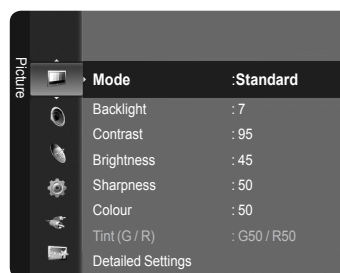 Picture
Mode :Standard
Backlight : 7
Contrast : 95
Brightness : 45
Sharpness : 50
Colour : 50
Tint (G / R) : G50 / R50
Detailed Settings